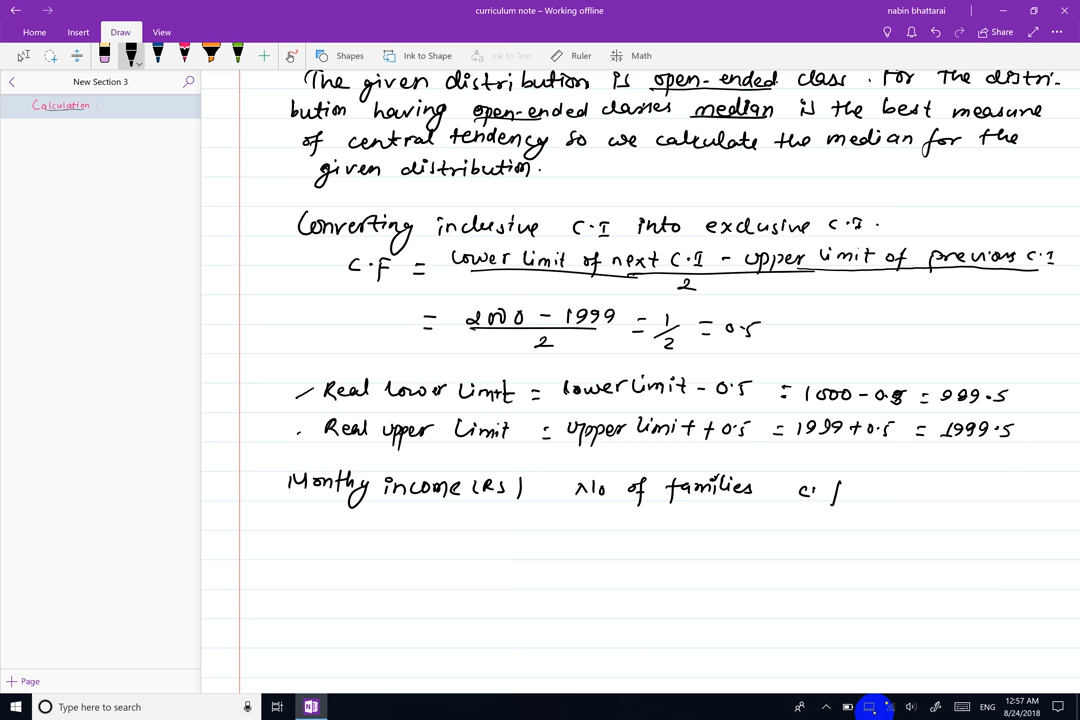 curriculum note – Working offline
nabin bhattarai
Home Insert Draw View
Share
Shapes Ink to Shape Ink to Text Ruler Math
New Section 3
Calculation
The given distribution is open-ended class. For the distri-
bution having open-ended classes median is the best measure
of central tendency so we calculate the median for the
given distribution.
Converting inclusive C.I into exclusive C.I.
C.F = lower limit of next C.I - upper limit of previous C.I / 2
= 2000 - 1999 / 2 = 1/2 = 0.5
Real lower limit = lower limit - 0.5 = 1000 - 0.5 = 999.5
Real upper limit = upper limit + 0.5 = 1999 + 0.5 = 1999.5
Monthy income (RS) No of families c.f
+ Page
Type here to search
ENG
12:57 AM
8/24/2018